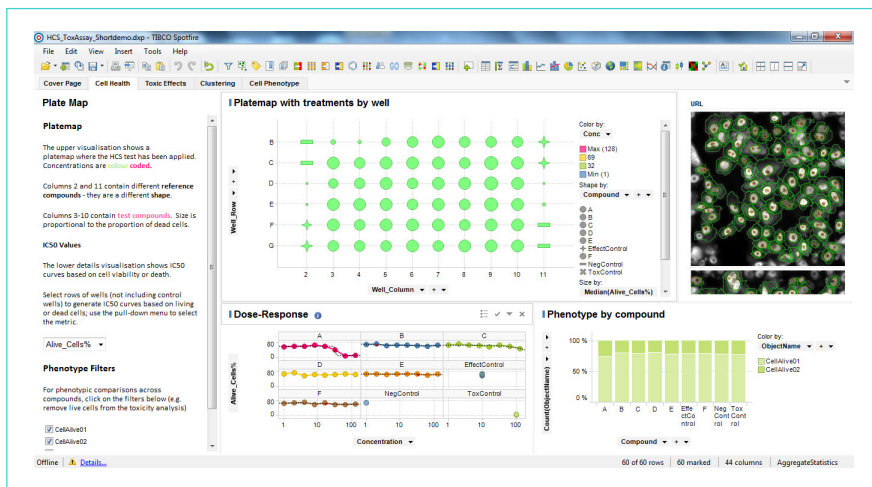 HCS_ToxAssay_Shortdemo.dxp - TIBCO Spotfire
File Edit View Insert Tools Help
Cover Page Cell Health Toxic Effects Clustering Cell Phenotype
Plate Map
Platemap
The upper visualisation shows a
platemap where the HCS test has been applied.
Concentrations are colour coded.
Columns 2 and 11 contain different reference
compounds - they are a different shape.
Columns 3-10 contain test compounds. Size is
proportional to the proportion of dead cells.
IC50 Values
The lower details visualisation shows IC50
curves based on cell viability or death.
Select rows of wells (not including control
wells) to generate IC50 curves based on living
or dead cells; use the pull-down menu to select
the metric.
Alive_Cells%
Phenotype Filters
For phenotypic comparisons across
compounds, click on the filters below (e.g.
remove live cells from the toxicity analysis)
CellAlive01
CellAlive02
Platemap with treatments by well
Well_Row
B
C
D
E
F
G
2 3 4 5 6 7 8 9 10 11
Well_Column
Color by:
Conc
Max (128)
69
32
Min (1)
Shape by:
Compound
A
B
C
D
E
EffectControl
F
NegControl
ToxControl
Size by:
Median(Alive_Cells%)
URL
Dose-Response
Alive_Cells%
A B C
80
0
D E EffectControl
80
0
F NegControl ToxControl
80
0
1 10 100 1 10 100 1 10 100
Concentration
Phenotype by compound
Count(ObjectName)
100 %
50 %
0 %
A B C D E Effe ctCo ntrol F Neg Cont rol Tox Cont rol
Compound
Color by:
ObjectName
CellAlive01
CellAlive02
Offline Details... 60 of 60 rows 60 marked 44 columns AggregateStatistics